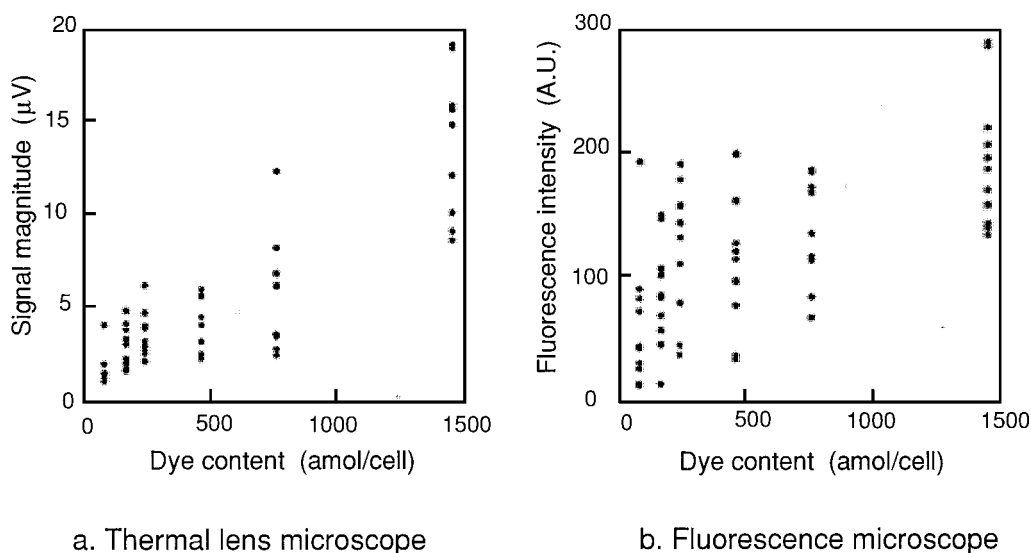 20
15
10
5
0
Signal magnitude (μV)
0 500 1000 1500
Dye content (amol/cell)
a. Thermal lens microscope
300
200
100
0
Fluorescence intensity (A.U.)
0 500 1000 1500
Dye content (amol/cell)
b. Fluorescence microscope